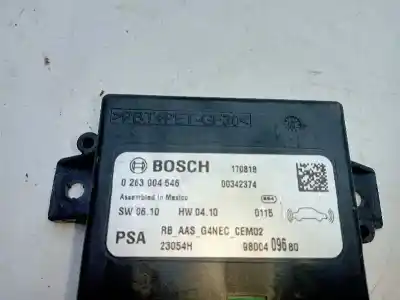 BOSCH 170818
0 263 004 546 00342374
Assembled in Mexico
SW 06.10 HW 04.10 0115
PSA RB_AAS_G4NEC_CEM02
23054H 98004 096 80